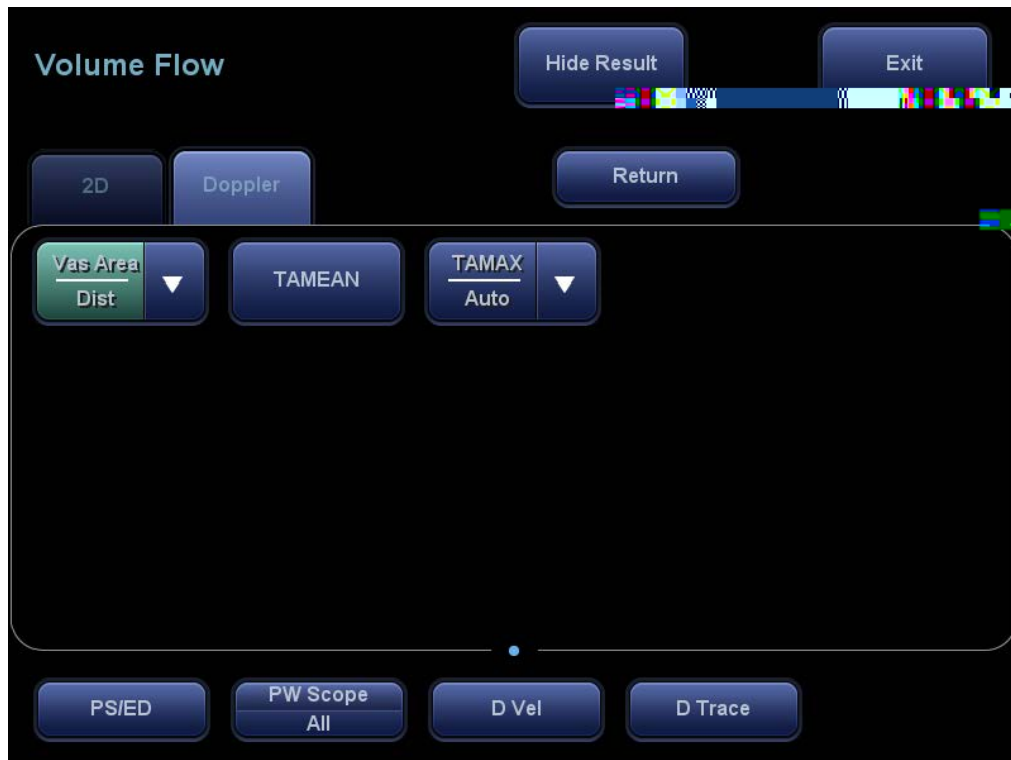 Volume Flow
Hide Result
Exit
2D
Doppler
Return
Vas Area
Dist
TAMEAN
TAMAX
Auto
PS/ED
PW Scope
All
D Vel
D Trace